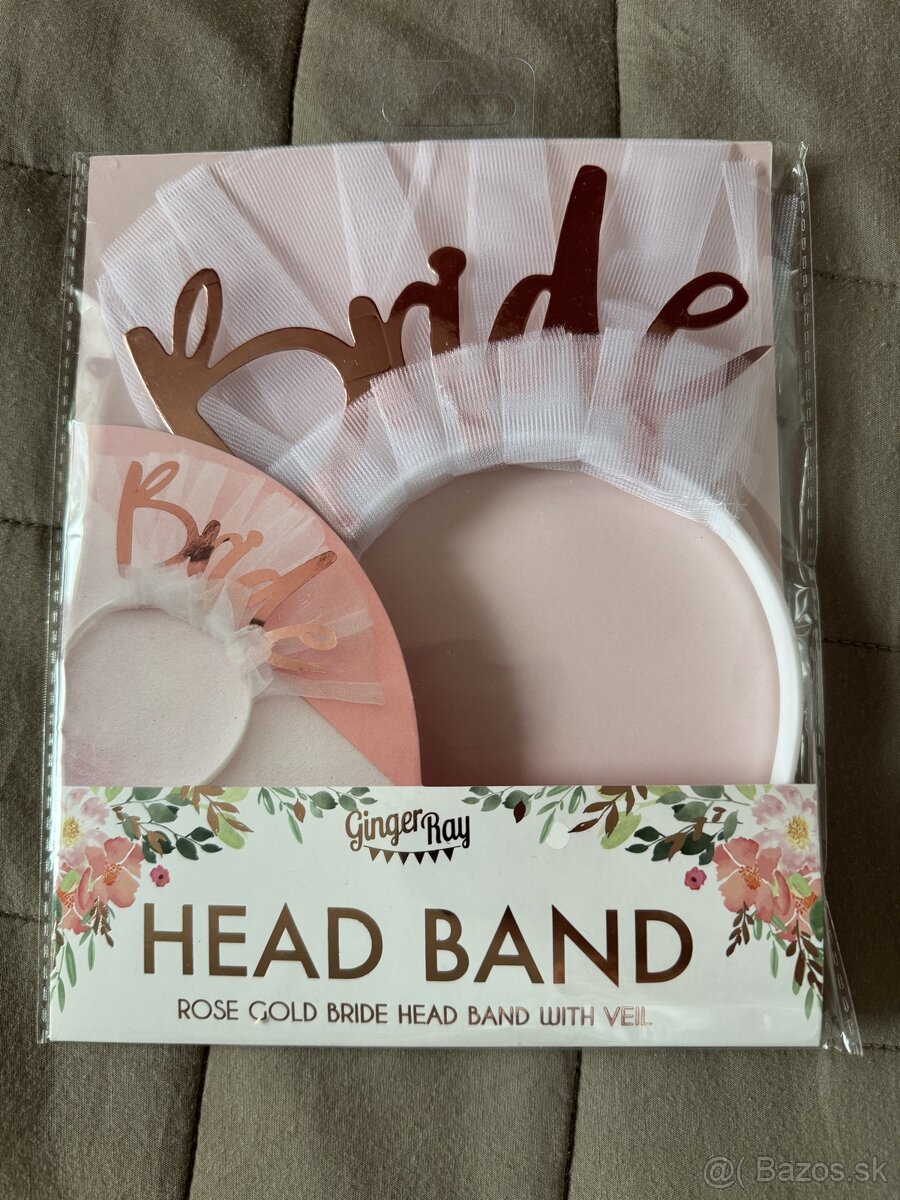 Bride
Bride
Ginger Ray
HEAD BAND
ROSE GOLD BRIDE HEAD BAND WITH VEIL
@( Bazos.sk